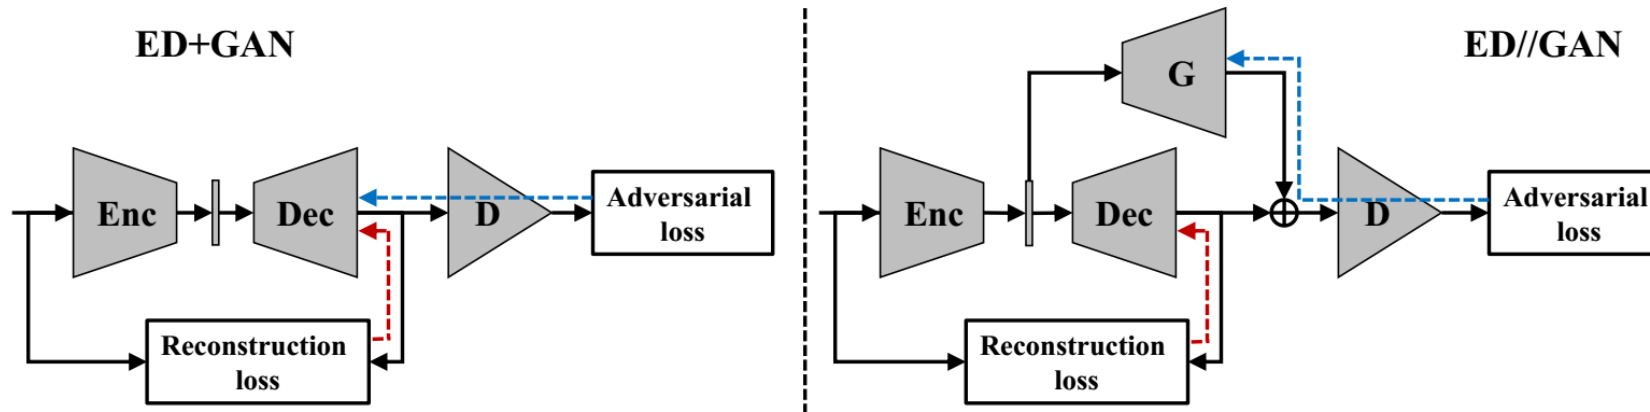 ED+GAN
Enc
Dec
D
Adversarial
loss
Reconstruction
loss
ED//GAN
G
Enc
Dec
D
Adversarial
loss
Reconstruction
loss